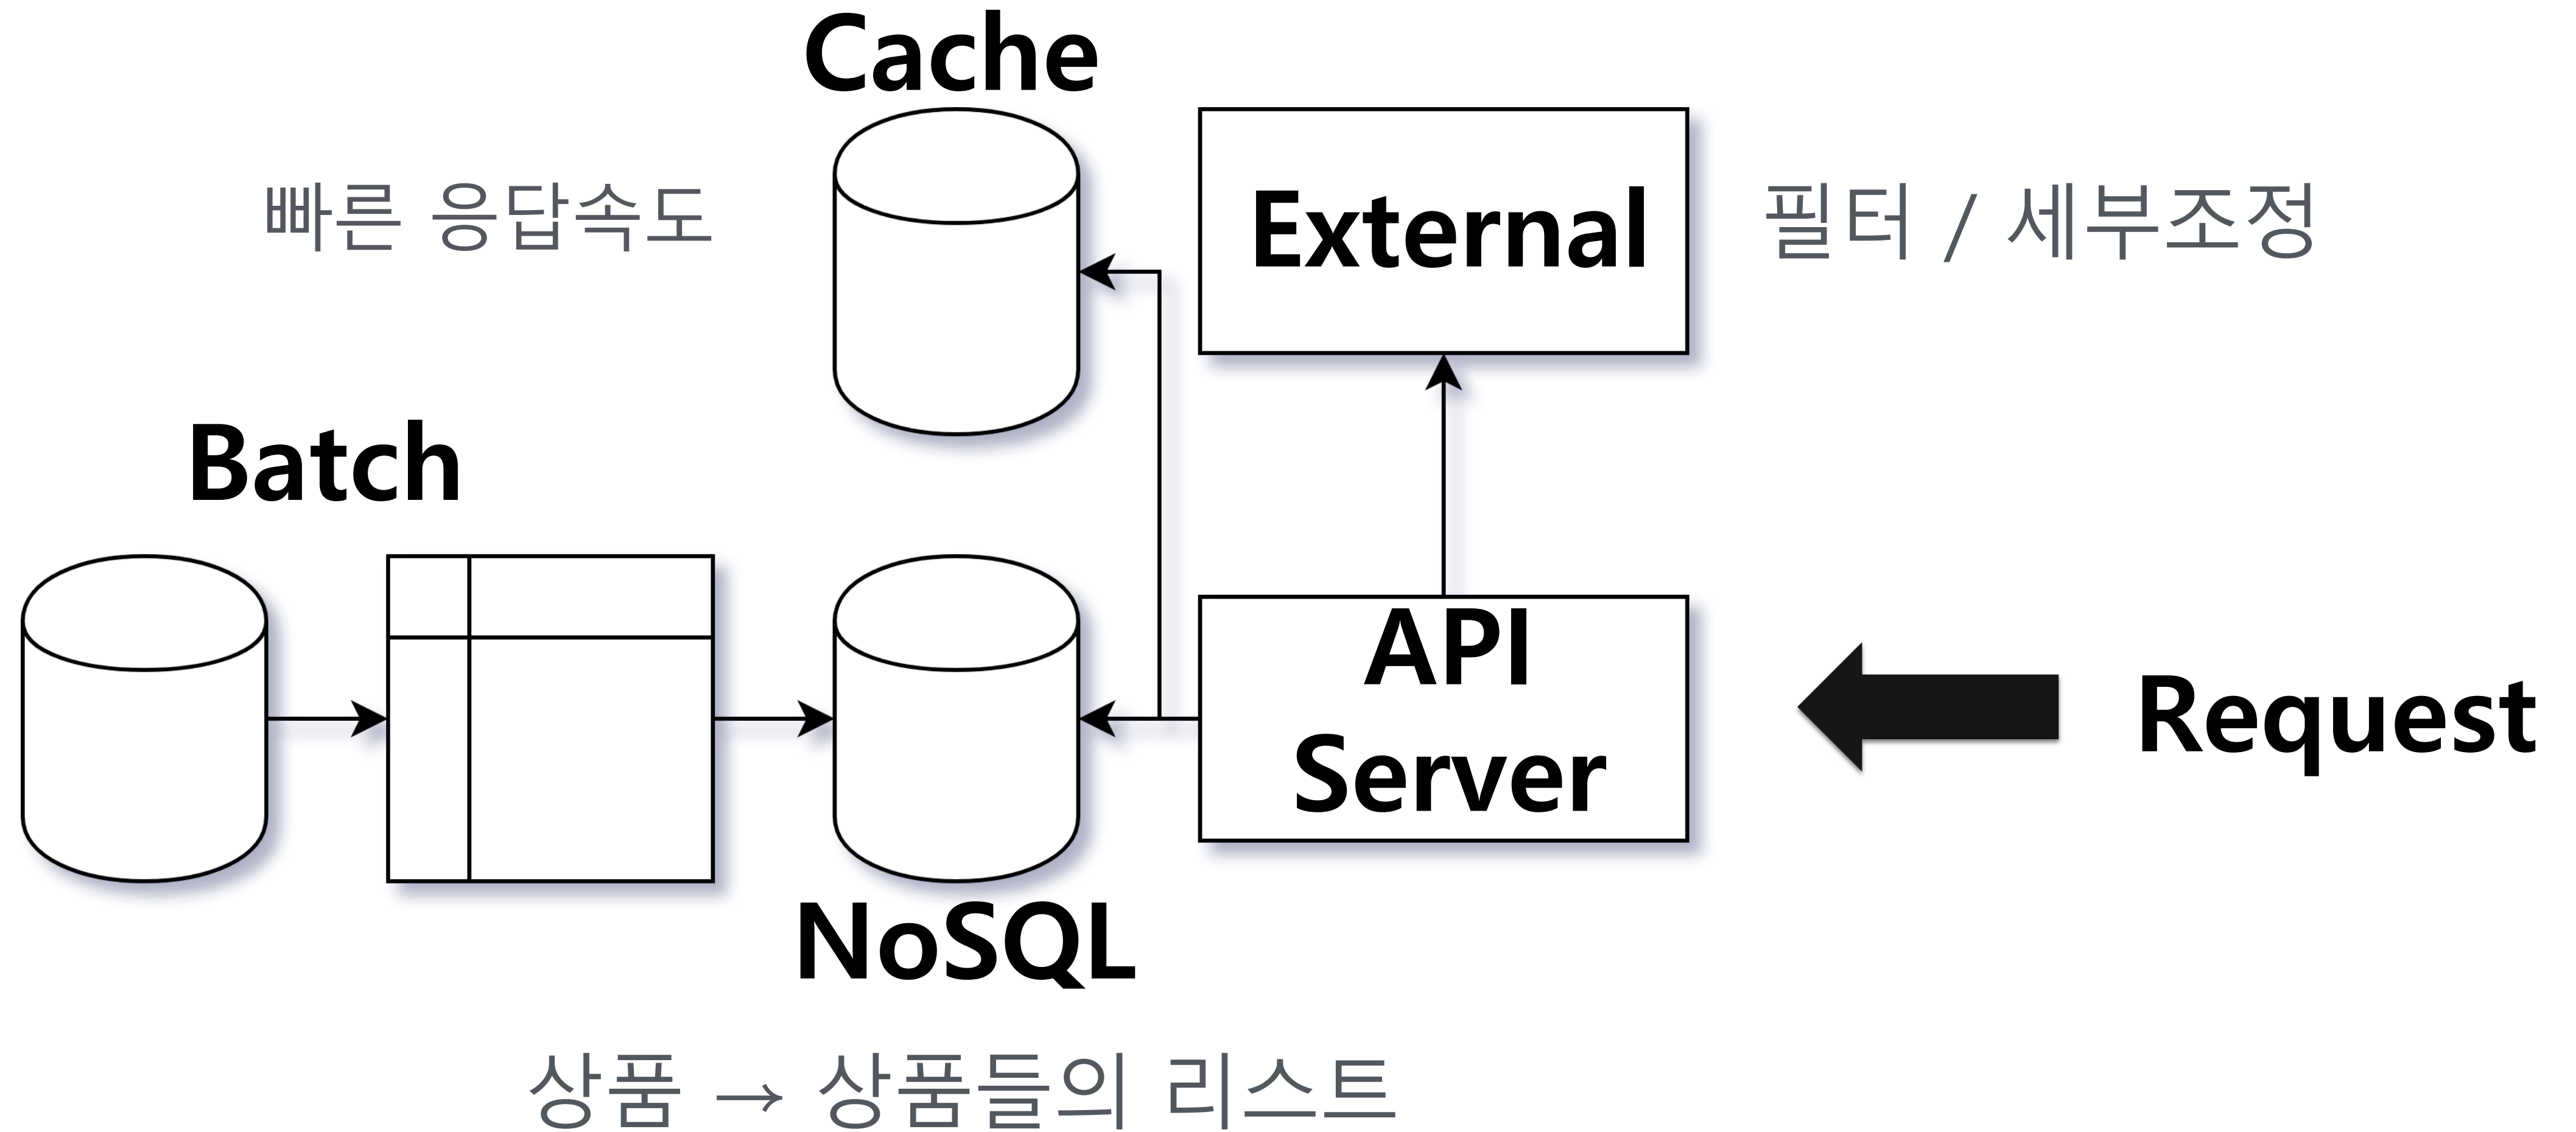 Cache
빠른 응답속도
External
필터 / 세부조정
Batch
API
Server
Request
NoSQL
상품 → 상품들의 리스트